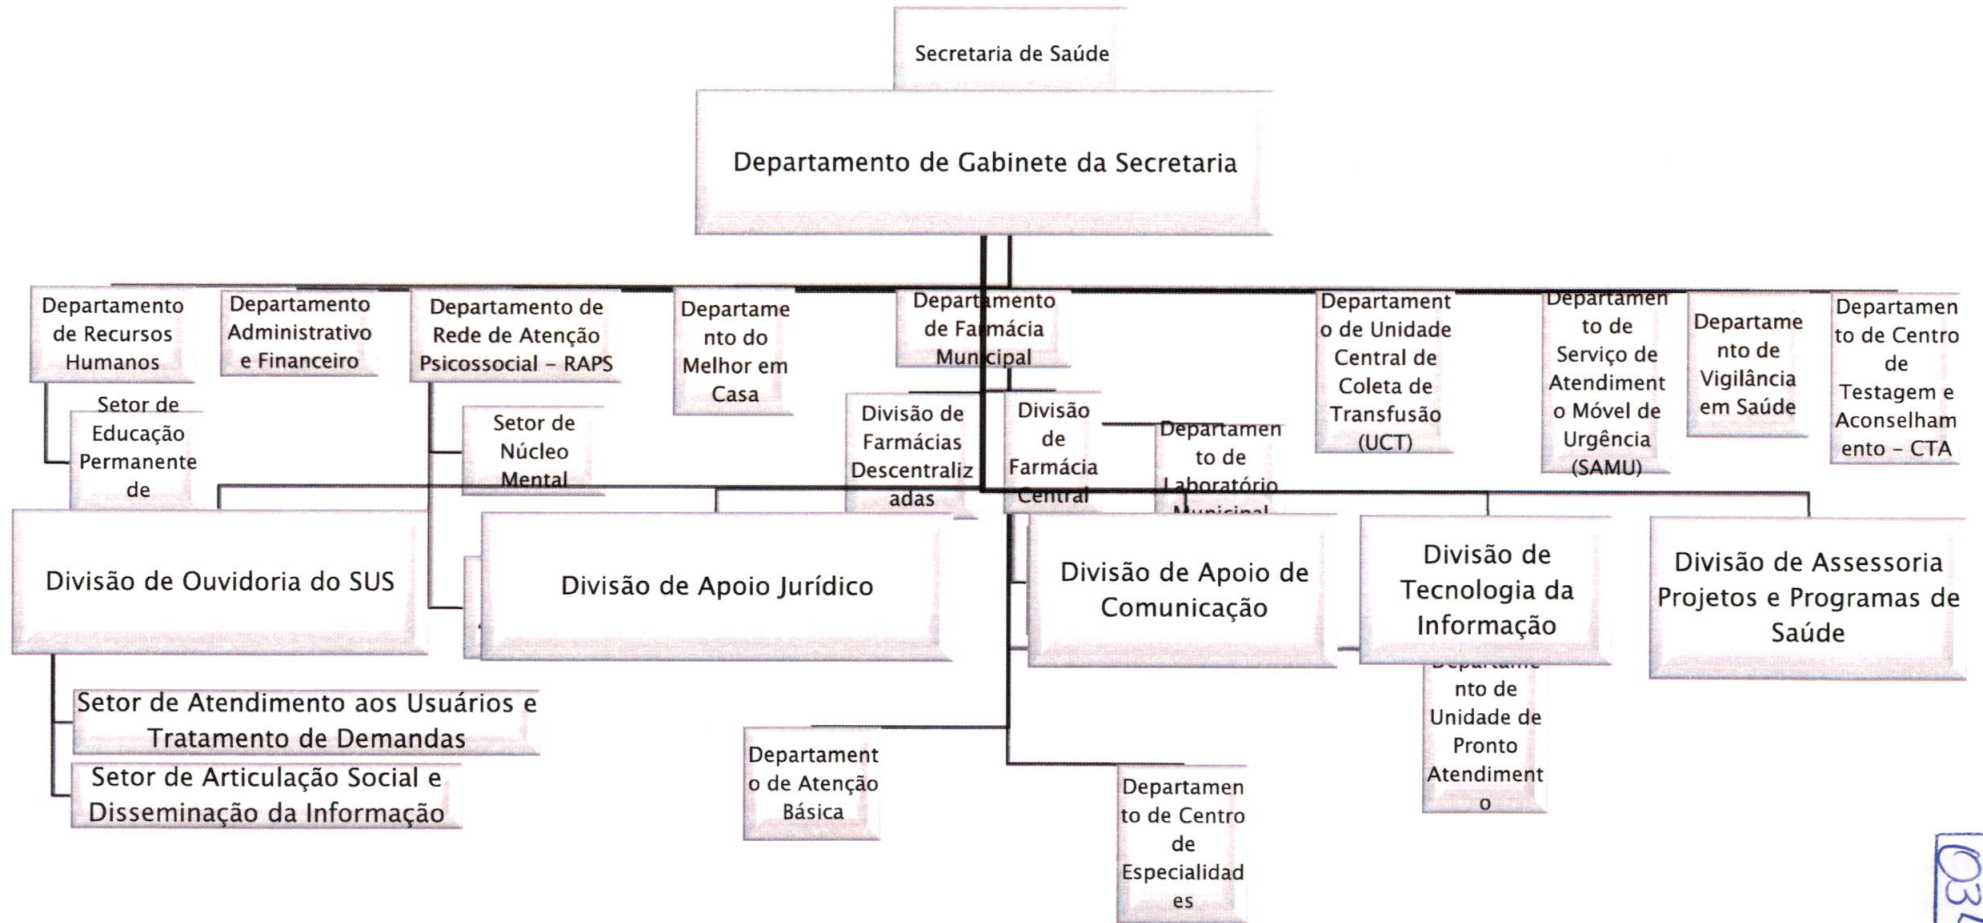 Secretaria de Saúde
Departamento de Gabinete da Secretaria
Departamento
de Recursos
Humanos
Departamento
Administrativo
e Financeiro
Departamento de
Rede de Atenção
Psicossocial – RAPS
Departame
nto do
Melhor em
Casa
Departamento
de Farmácia
Municipal
Departament
o de Unidade
Central de
Coleta de
Transfusão
(UCT)
Departamen
to de
Serviço de
Atendiment
o Móvel de
Urgência
(SAMU)
Departame
nto de
Vigilância
em Saúde
Departamen
to de Centro
de
Testagem e
Aconselham
ento – CTA
Setor de
Educação
Permanente
de
Setor de
Núcleo
Mental
Divisão de
Farmácias
Descentraliz
adas
Divisão
de
Farmácia
Central
Departamen
to de
Laboratório
Municipal
Divisão de Ouvidoria do SUS
Divisão de Apoio Jurídico
Divisão de Apoio de
Comunicação
Divisão de
Tecnologia da
Informação
Divisão de Assessoria
Projetos e Programas de
Saúde
Setor de Atendimento aos Usuários e
Tratamento de Demandas
Setor de Articulação Social e
Disseminação da Informação
Departament
o de Atenção
Básica
Departamen
to de Centro
de
Especialidad
es
Departame
nto de
Unidade de
Pronto
Atendiment
o